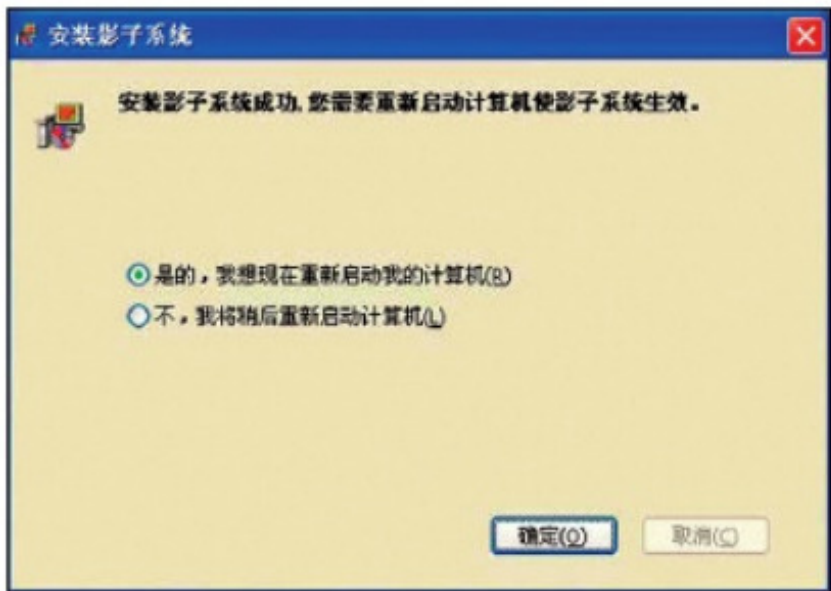 安装影子系统
安装影子系统成功,您需要重新启动计算机使影子系统生效。
是的,我想现在重新启动我的计算机(R)
不,我将稍后重新启动计算机(L)
确定(O)
取消(C)